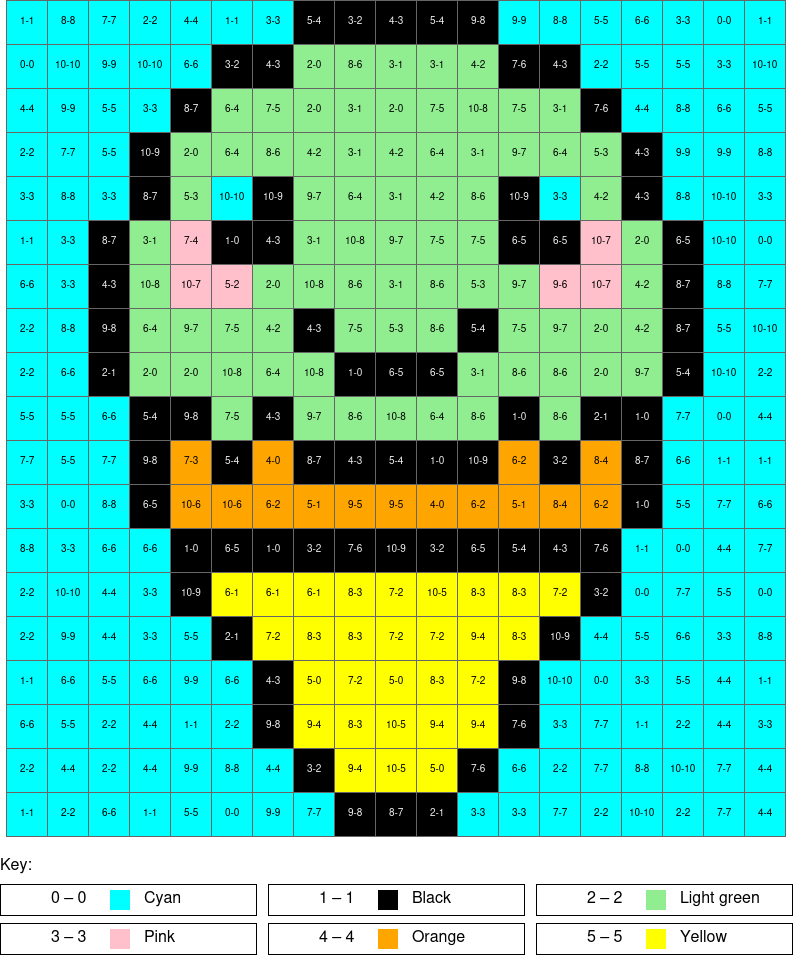 1-1 8-8 7-7 2-2 4-4 1-1 3-3 5-4 3-2 4-3 5-4 9-8 9-9 8-8 5-5 6-6 3-3 0-0 1-1
0-0 10-10 9-9 10-10 6-6 3-2 4-3 2-0 8-6 3-1 3-1 4-2 7-6 4-3 2-2 5-5 5-5 3-3 10-10
4-4 9-9 5-5 3-3 8-7 6-4 7-5 2-0 3-1 2-0 7-5 10-8 7-5 3-1 7-6 4-4 8-8 6-6 5-5
2-2 7-7 5-5 10-9 2-0 6-4 8-6 4-2 3-1 4-2 6-4 3-1 9-7 6-4 5-3 4-3 9-9 9-9 8-8
3-3 8-8 3-3 8-7 5-3 10-10 10-9 9-7 6-4 3-1 4-2 8-6 10-9 3-3 4-2 4-3 8-8 10-10 3-3
1-1 3-3 8-7 3-1 7-4 1-0 4-3 3-1 10-8 9-7 7-5 7-5 6-5 6-5 10-7 2-0 6-5 10-10 0-0
6-6 3-3 4-3 10-8 10-7 5-2 2-0 10-8 8-6 3-1 8-6 5-3 9-7 9-6 10-7 4-2 8-7 8-8 7-7
2-2 8-8 9-8 6-4 9-7 7-5 4-2 4-3 7-5 5-3 8-6 5-4 7-5 9-7 2-0 4-2 8-7 5-5 10-10
2-2 6-6 2-1 2-0 2-0 10-8 6-4 10-8 1-0 6-5 6-5 3-1 8-6 8-6 2-0 9-7 5-4 10-10 2-2
5-5 5-5 6-6 5-4 9-8 7-5 4-3 9-7 8-6 10-8 6-4 8-6 1-0 8-6 2-1 1-0 7-7 0-0 4-4
7-7 5-5 7-7 9-8 7-3 5-4 4-0 8-7 4-3 5-4 1-0 10-9 6-2 3-2 8-4 8-7 6-6 1-1 1-1
3-3 0-0 8-8 6-5 10-6 10-6 6-2 5-1 9-5 9-5 4-0 6-2 5-1 8-4 6-2 1-0 5-5 7-7 6-6
8-8 3-3 6-6 6-6 1-0 6-5 1-0 3-2 7-6 10-9 3-2 6-5 5-4 4-3 7-6 1-1 0-0 4-4 7-7
2-2 10-10 4-4 3-3 10-9 6-1 6-1 6-1 8-3 7-2 10-5 8-3 8-3 7-2 3-2 0-0 7-7 5-5 0-0
2-2 9-9 4-4 3-3 5-5 2-1 7-2 8-3 8-3 7-2 7-2 9-4 8-3 10-9 4-4 5-5 6-6 3-3 8-8
1-1 6-6 5-5 6-6 9-9 6-6 4-3 5-0 7-2 5-0 8-3 7-2 9-8 10-10 0-0 3-3 5-5 4-4 1-1
6-6 5-5 2-2 4-4 1-1 2-2 9-8 9-4 8-3 10-5 9-4 9-4 7-6 3-3 7-7 1-1 2-2 4-4 3-3
2-2 4-4 2-2 4-4 9-9 8-8 4-4 3-2 9-4 10-5 5-0 7-6 6-6 2-2 7-7 8-8 10-10 7-7 4-4
1-1 2-2 6-6 1-1 5-5 0-0 9-9 7-7 9-8 8-7 2-1 3-3 3-3 7-7 2-2 10-10 2-2 7-7 4-4
Key:
0 – 0 Cyan 1 – 1 Black 2 – 2 Light green
3 – 3 Pink 4 – 4 Orange 5 – 5 Yellow